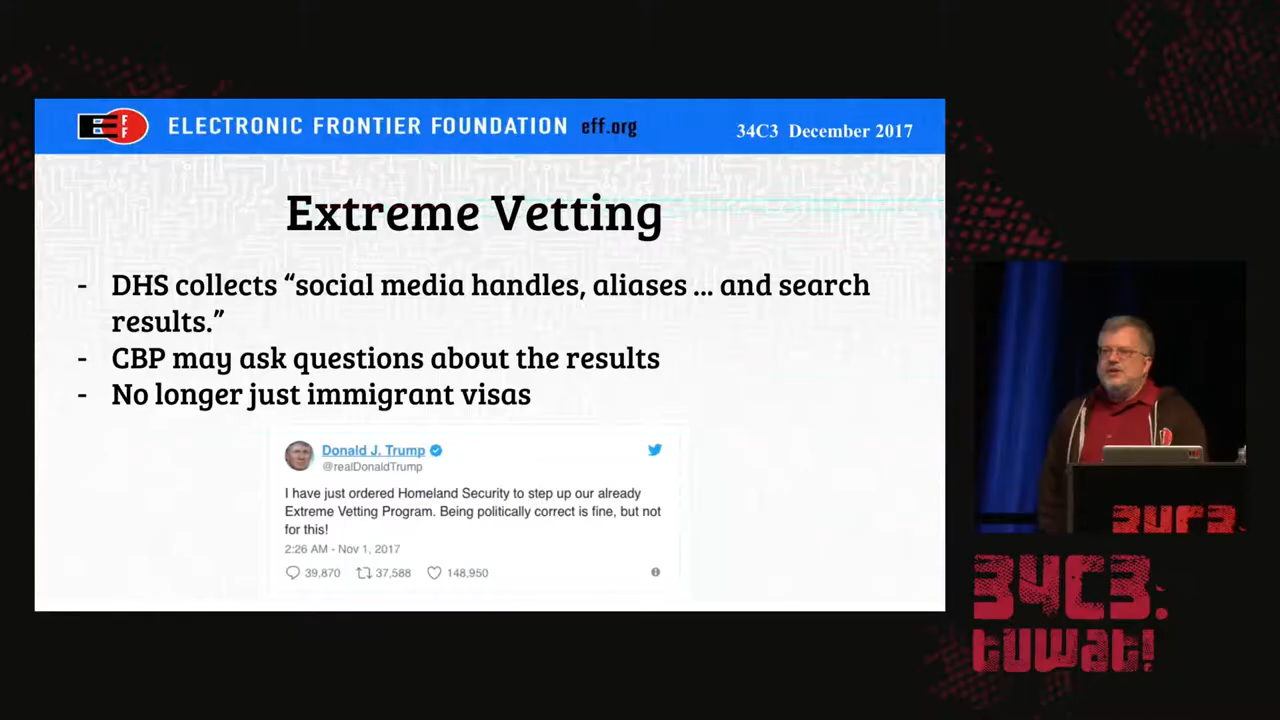 EFF ELECTRONIC FRONTIER FOUNDATION eff.org 34C3 December 2017
Extreme Vetting
- DHS collects “social media handles, aliases ... and search
results.”
- CBP may ask questions about the results
- No longer just immigrant visas
Donald J. Trump
@realDonaldTrump
I have just ordered Homeland Security to step up our already
Extreme Vetting Program. Being politically correct is fine, but not
for this!
2:26 AM - Nov 1, 2017
39,870 37,588 148,950
34C3.
34C3.
tuwat!